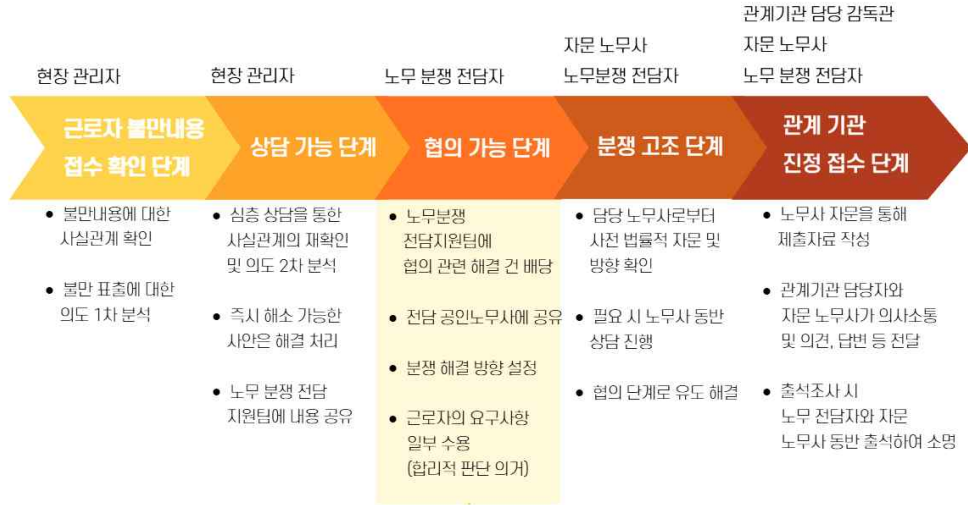 현장 관리자
근로자 불만내용
접수 확인 단계
● 불만내용에 대한
사실관계 확인
● 불만 표출에 대한
의도 1차 분석
현장 관리자
상담 가능 단계
● 심층 상담을 통한
사실관계의 재확인
및 의도 2차 분석
● 즉시 해소 가능한
사안은 해결 처리
● 노무 분쟁 전담
지원팀에 내용 공유
노무 분쟁 전담자
협의 가능 단계
● 노무분쟁
전담지원팀에
협의 관련 해결 건 배당
● 전담 공인노무사에 공유
● 분쟁 해결 방향 설정
● 근로자의 요구사항
일부 수용
(합리적 판단 의거)
자문 노무사
노무분쟁 전담자
분쟁 고조 단계
● 담당 노무사로부터
사전 법률적 자문 및
방향 확인
● 필요 시 노무사 동반
상담 진행
● 협의 단계로 유도 해결
관계기관 담당 감독관
자문 노무사
노무 분쟁 전담자
관계 기관
진정 접수 단계
● 노무사 자문을 통해
제출자료 작성
● 관계기관 담당자와
자문 노무사가 의사소통
및 의견, 답변 등 전달
● 출석조사 시
노무 전담자와 자문
노무사 동반 출석하여 소명